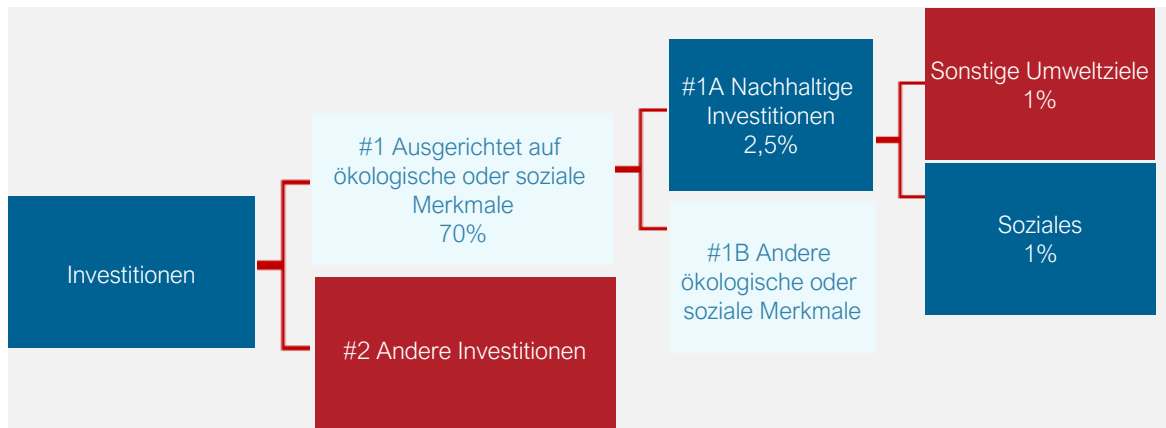 Investitionen
#1 Ausgerichtet auf
ökologische oder soziale
Merkmale
70%
#2 Andere Investitionen
#1A Nachhaltige
Investitionen
2,5%
#1B Andere
ökologische oder
soziale Merkmale
Sonstige Umweltziele
1%
Soziales
1%